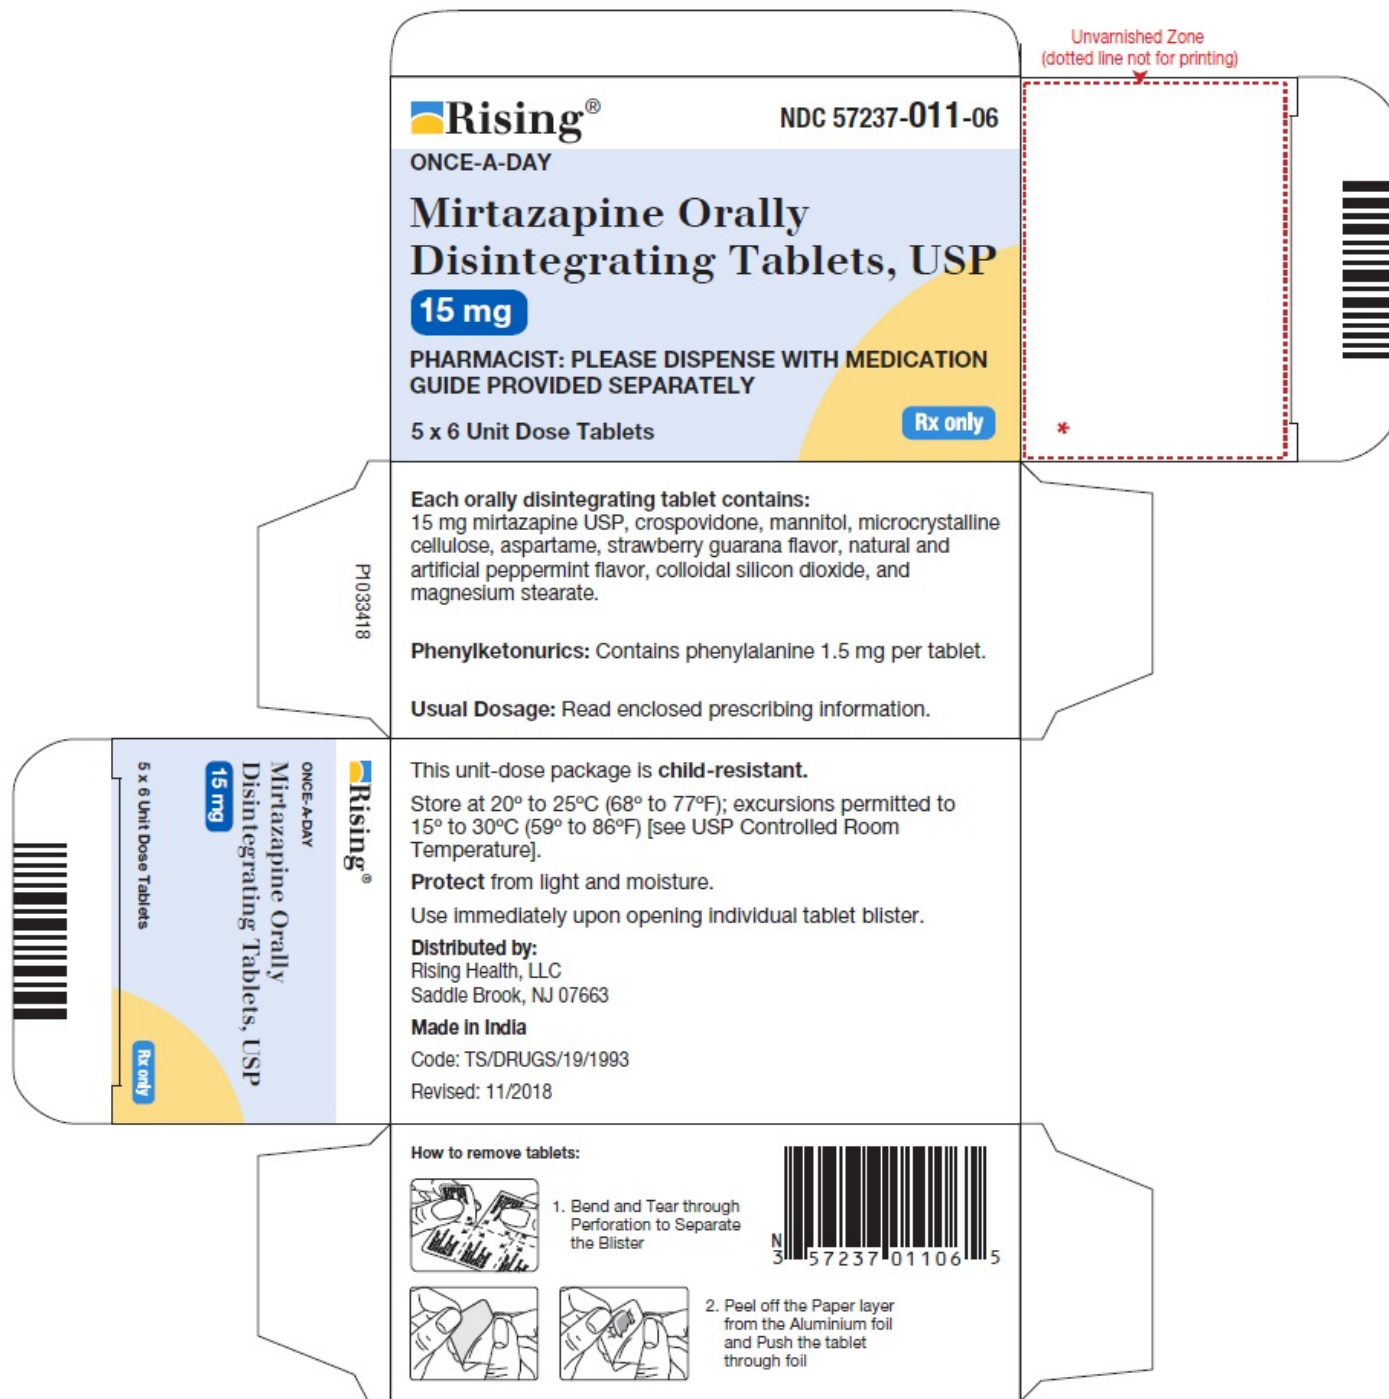 Unvarnished Zone
(dotted line not for printing)
Rising®
NDC 57237-011-06
ONCE-A-DAY
Mirtazapine Orally
Disintegrating Tablets, USP
15 mg
PHARMACIST: PLEASE DISPENSE WITH MEDICATION
GUIDE PROVIDED SEPARATELY
5 x 6 Unit Dose Tablets
Rx only
*
Each orally disintegrating tablet contains:
15 mg mirtazapine USP, crospovidone, mannitol, microcrystalline
cellulose, aspartame, strawberry guarana flavor, natural and
artificial peppermint flavor, colloidal silicon dioxide, and
magnesium stearate.
Phenylketonurics: Contains phenylalanine 1.5 mg per tablet.
Usual Dosage: Read enclosed prescribing information.
P1033418
Rising®
ONCE-A-DAY
Mirtazapine Orally
Disintegrating Tablets, USP
15 mg
5 x 6 Unit Dose Tablets
Rx only
This unit-dose package is child-resistant.
Store at 20º to 25ºC (68º to 77ºF); excursions permitted to
15º to 30ºC (59º to 86ºF) [see USP Controlled Room
Temperature].
Protect from light and moisture.
Use immediately upon opening individual tablet blister.
Distributed by:
Rising Health, LLC
Saddle Brook, NJ 07663
Made in India
Code: TS/DRUGS/19/1993
Revised: 11/2018
How to remove tablets:
1. Bend and Tear through
Perforation to Separate
the Blister
N
3 57237 01106 5
2. Peel off the Paper layer
from the Aluminium foil
and Push the tablet
through foil